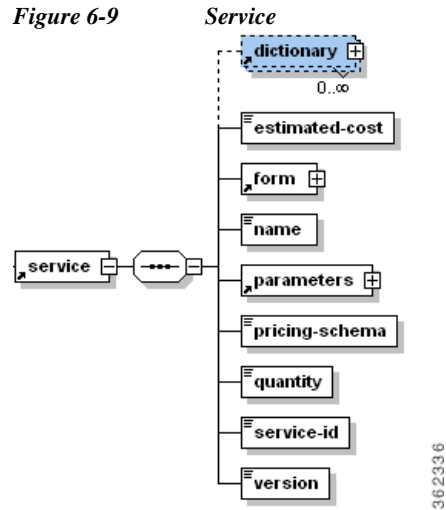 Figure 6-9 Service
dictionary
0..∞
estimated-cost
form
name
service
parameters
pricing-schema
quantity
service-id
version
362336